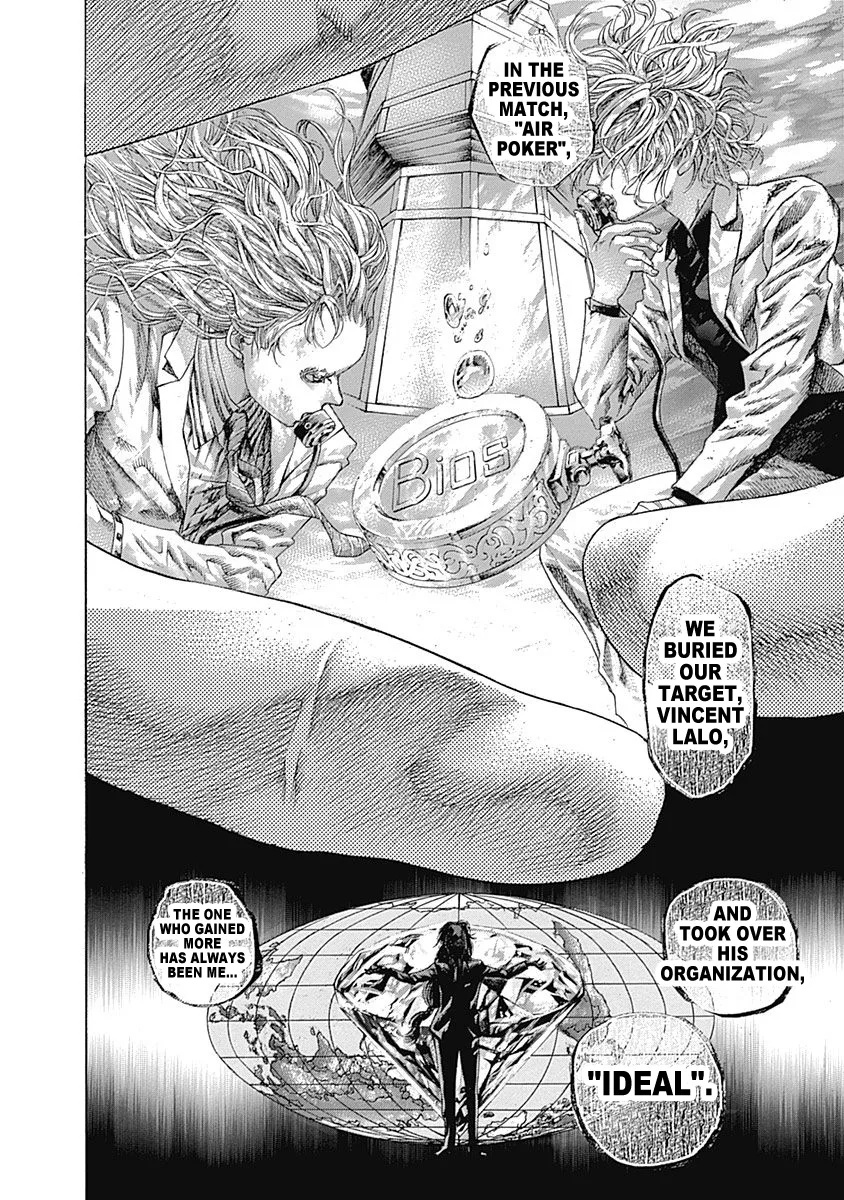 IN THE
PREVIOUS
MATCH,
"AIR
POKER",
Bios
WE
BURIED
OUR
TARGET,
VINCENT
LALO,
AND
TOOK OVER
HIS
ORGANIZATION,
"IDEAL".
THE ONE
WHO GAINED
MORE
HAS ALWAYS
BEEN ME...